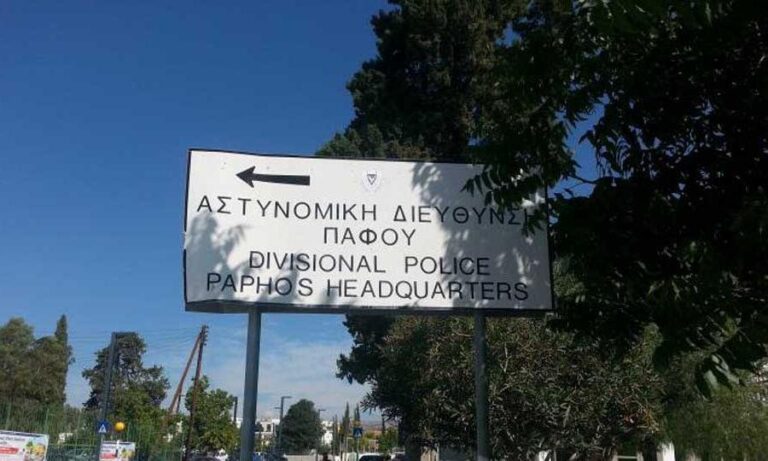 ΑΣΤΥΝΟΜΙΚΗ ΔΙΕΥΘΥΝΣΗ
ΠΑΦΟΥ
DIVISIONAL POLICE
PAPHOS HEADQUARTERS